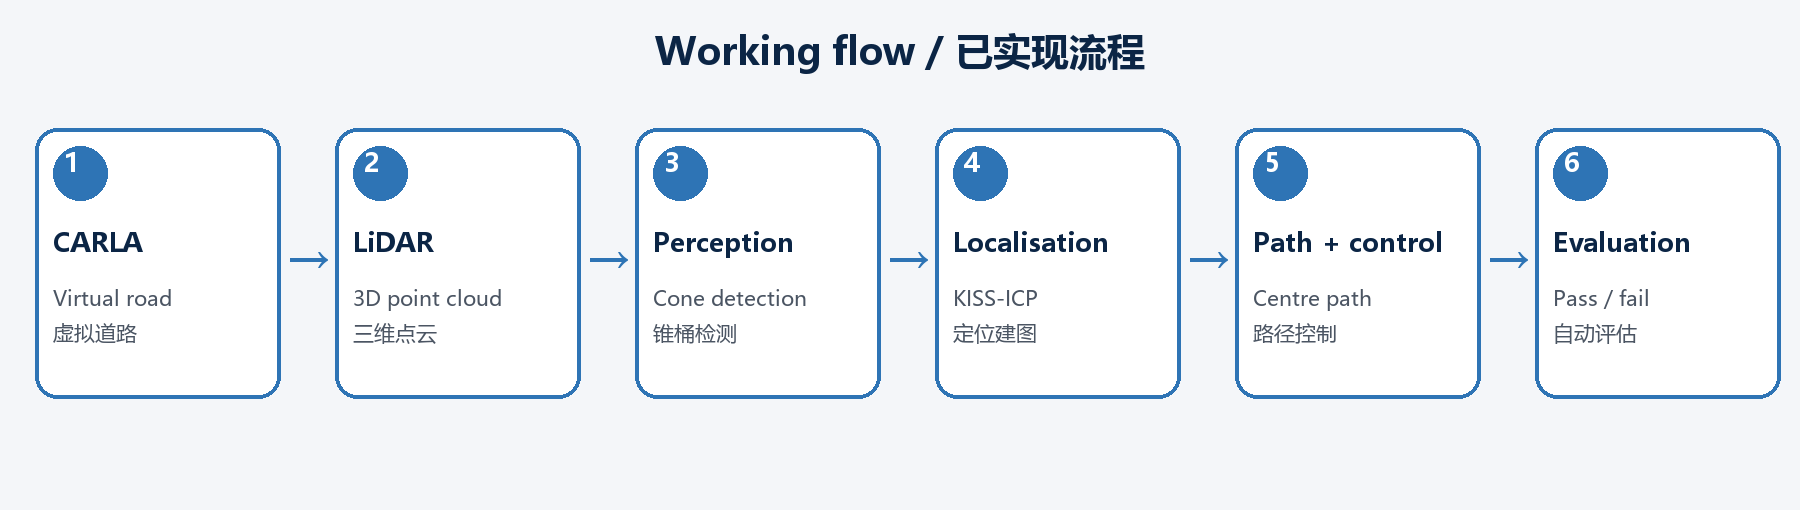 Working flow / 已实现流程
1
CARLA
Virtual road
虚拟道路
→
2
LiDAR
3D point cloud
三维点云
→
3
Perception
Cone detection
锥桶检测
→
4
Localisation
KISS-ICP
定位建图
→
5
Path + control
Centre path
路径控制
→
6
Evaluation
Pass / fail
自动评估